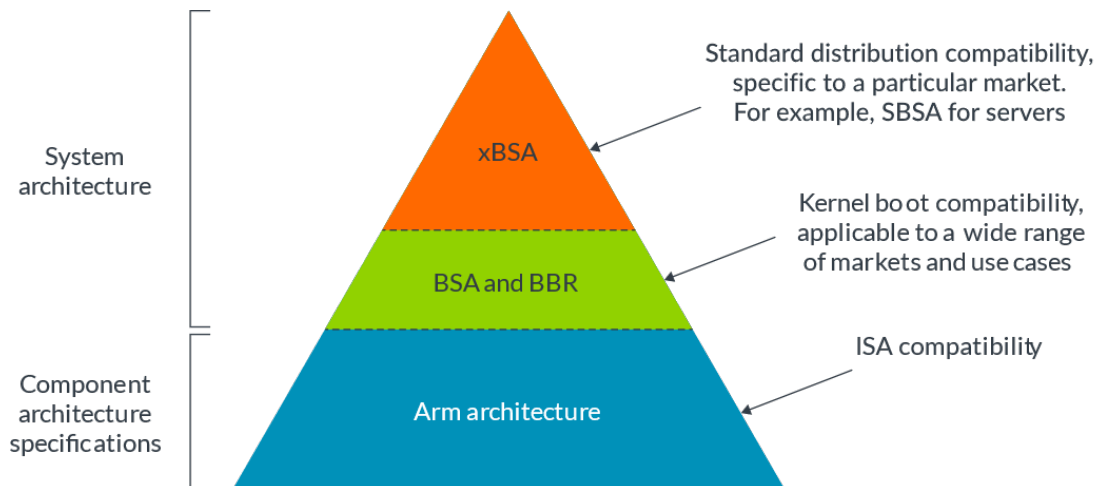 Standard distribution compatibility,
specific to a particular market.
For example, SBSA for servers
xBSA
System
architecture
Kernel boot compatibility,
applicable to a wide range
of markets and use cases
BSA and BBR
ISA compatibility
Component
architecture
specifications
Arm architecture